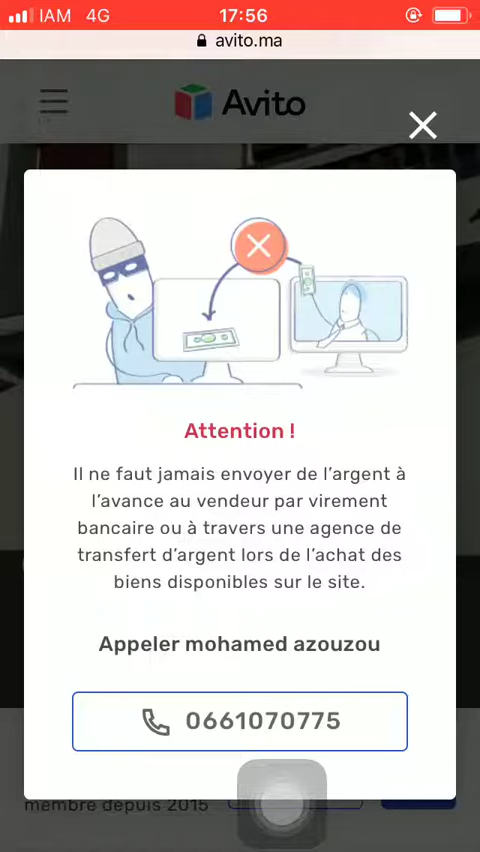 IAM 4G 17:56
avito.ma
Avito
Attention !
Il ne faut jamais envoyer de l'argent à
l'avance au vendeur par virement
bancaire ou à travers une agence de
transfert d'argent lors de l'achat des
biens disponibles sur le site.
Appeler mohamed azouzou
0661070775
membre depuis 2015